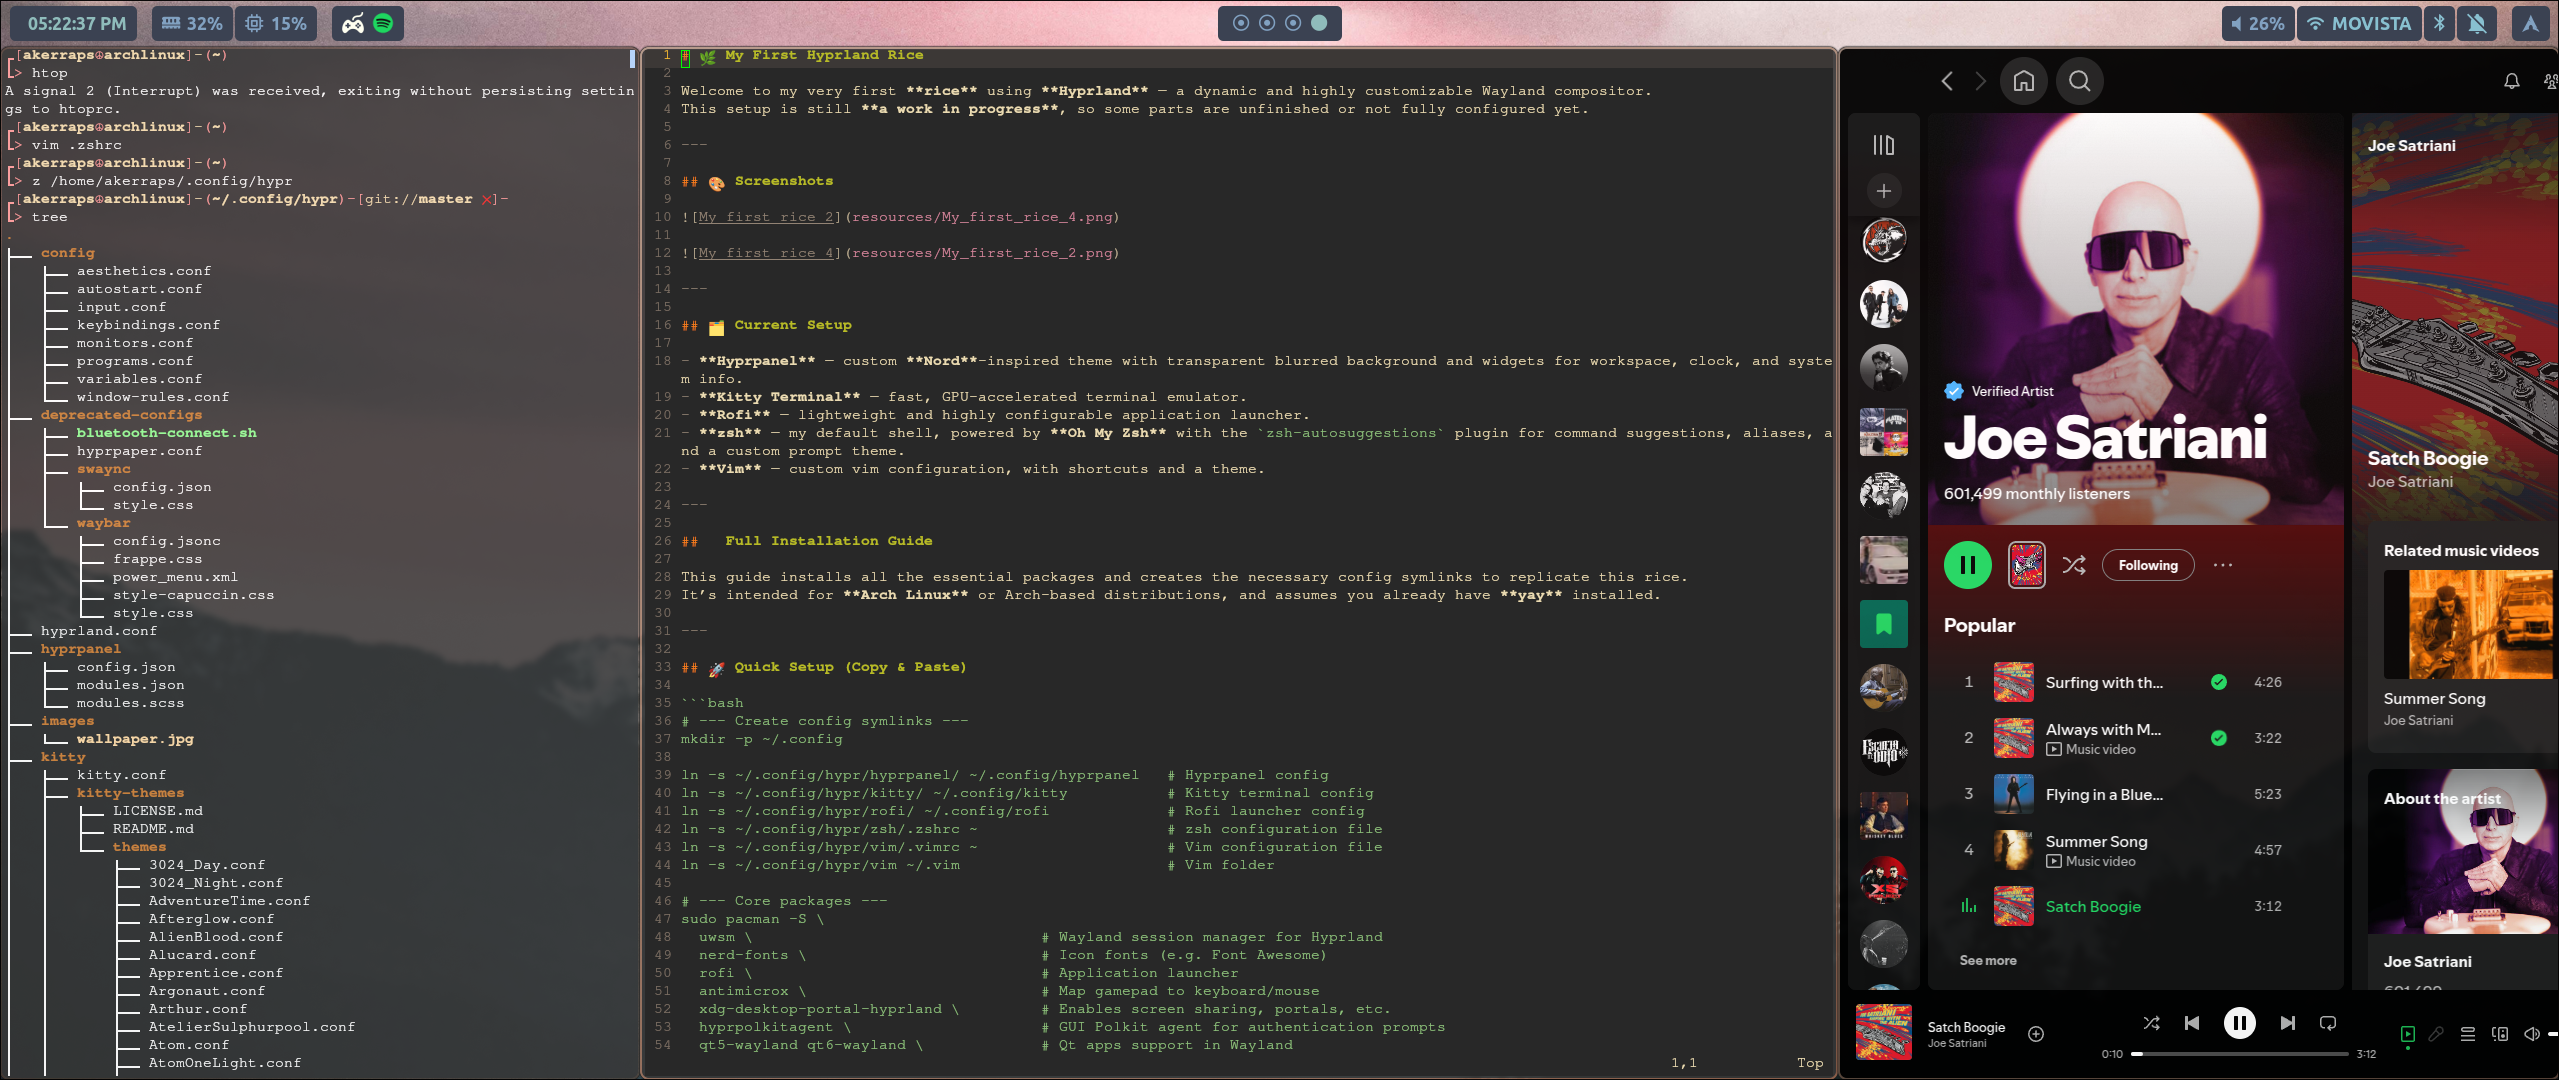 05:22:37 PM
32%
15%
26%
MOVISTA
[akerraps☮archlinux]-(~)
> htop
A signal 2 (Interrupt) was received, exiting without persisting settin
gs to htoprc.
[akerraps☮archlinux]-(~)
> vim .zshrc
[akerraps☮archlinux]-(~)
> z /home/akerraps/.config/hypr
[akerraps☮archlinux]-(~/.config/hypr)-[git://master ✗]-
> tree
.
├── config
│   ├── aesthetics.conf
│   ├── autostart.conf
│   ├── input.conf
│   ├── keybindings.conf
│   ├── monitors.conf
│   ├── programs.conf
│   ├── variables.conf
│   └── window-rules.conf
├── deprecated-configs
│   ├── bluetooth-connect.sh
│   ├── hyprpaper.conf
│   ├── swaync
│   │   ├── config.json
│   │   └── style.css
│   └── waybar
│       ├── config.jsonc
│       ├── frappe.css
│       ├── power_menu.xml
│       ├── style-capuccin.css
│       └── style.css
├── hyprland.conf
├── hyprpanel
│   ├── config.json
│   ├── modules.json
│   └── modules.scss
├── images
│   └── wallpaper.jpg
├── kitty
│   ├── kitty.conf
│   ├── kitty-themes
│   │   ├── LICENSE.md
│   │   ├── README.md
│   │   └── themes
│   │       ├── 3024_Day.conf
│   │       ├── 3024_Night.conf
│   │       ├── AdventureTime.conf
│   │       ├── Afterglow.conf
│   │       ├── AlienBlood.conf
│   │       ├── Alucard.conf
│   │       ├── Apprentice.conf
│   │       ├── Argonaut.conf
│   │       ├── Arthur.conf
│   │       ├── AtelierSulphurpool.conf
│   │       ├── Atom.conf
│   │       ├── AtomOneLight.conf
1 # 🌿 My First Hyprland Rice
2
3 Welcome to my very first **rice** using **Hyprland** — a dynamic and highly customizable Wayland compositor.
4 This setup is still **a work in progress**, so some parts are unfinished or not fully configured yet.
5
6 ---
7
8 ## 🎨 Screenshots
9
10 ![My first rice 2](resources/My_first_rice_4.png)
11
12 ![My first rice 4](resources/My_first_rice_2.png)
13
14 ---
15
16 ## 🗂️ Current Setup
17
18 - **Hyprpanel** — custom **Nord**-inspired theme with transparent blurred background and widgets for workspace, clock, and syste
m info.
19 - **Kitty Terminal** — fast, GPU-accelerated terminal emulator.
20 - **Rofi** — lightweight and highly configurable application launcher.
21 - **zsh** — my default shell, powered by **Oh My Zsh** with the `zsh-autosuggestions` plugin for command suggestions, aliases, a
nd a custom prompt theme.
22 - **Vim** — custom vim configuration, with shortcuts and a theme.
23
24 ---
25
26 ## Full Installation Guide
27
28 This guide installs all the essential packages and creates the necessary config symlinks to replicate this rice.
29 It's intended for **Arch Linux** or Arch-based distributions, and assumes you already have **yay** installed.
30
31 ---
32
33 ## 🚀 Quick Setup (Copy & Paste)
34
35 ```bash
36 # --- Create config symlinks ---
37 mkdir -p ~/.config
38
39 ln -s ~/.config/hypr/hyprpanel/ ~/.config/hyprpanel # Hyprpanel config
40 ln -s ~/.config/hypr/kitty/ ~/.config/kitty # Kitty terminal config
41 ln -s ~/.config/hypr/rofi/ ~/.config/rofi # Rofi launcher config
42 ln -s ~/.config/hypr/zsh/.zshrc ~ # zsh configuration file
43 ln -s ~/.config/hypr/vim/.vimrc ~ # Vim configuration file
44 ln -s ~/.config/hypr/vim ~/.vim # Vim folder
45
46 # --- Core packages ---
47 sudo pacman -S \
48 uwsm \ # Wayland session manager for Hyprland
49 nerd-fonts \ # Icon fonts (e.g. Font Awesome)
50 rofi \ # Application launcher
51 antimicrox \ # Map gamepad to keyboard/mouse
52 xdg-desktop-portal-hyprland \ # Enables screen sharing, portals, etc.
53 hyprpolkitagent \ # GUI Polkit agent for authentication prompts
54 qt5-wayland qt6-wayland \ # Qt apps support in Wayland
1,1 Top
Verified Artist
Joe Satriani
601,499 monthly listeners
Following
Popular
1 Surfing with th... 4:26
2 Always with M... 3:22
Music video
3 Flying in a Blue... 5:23
4 Summer Song 4:57
Music video
Satch Boogie 3:12
See more
Joe Satriani
Satch Boogie
Joe Satriani
Related music videos
Summer Song
Joe Satriani
About the artist
Joe Satriani
Satch Boogie
Joe Satriani
0:10
3:12